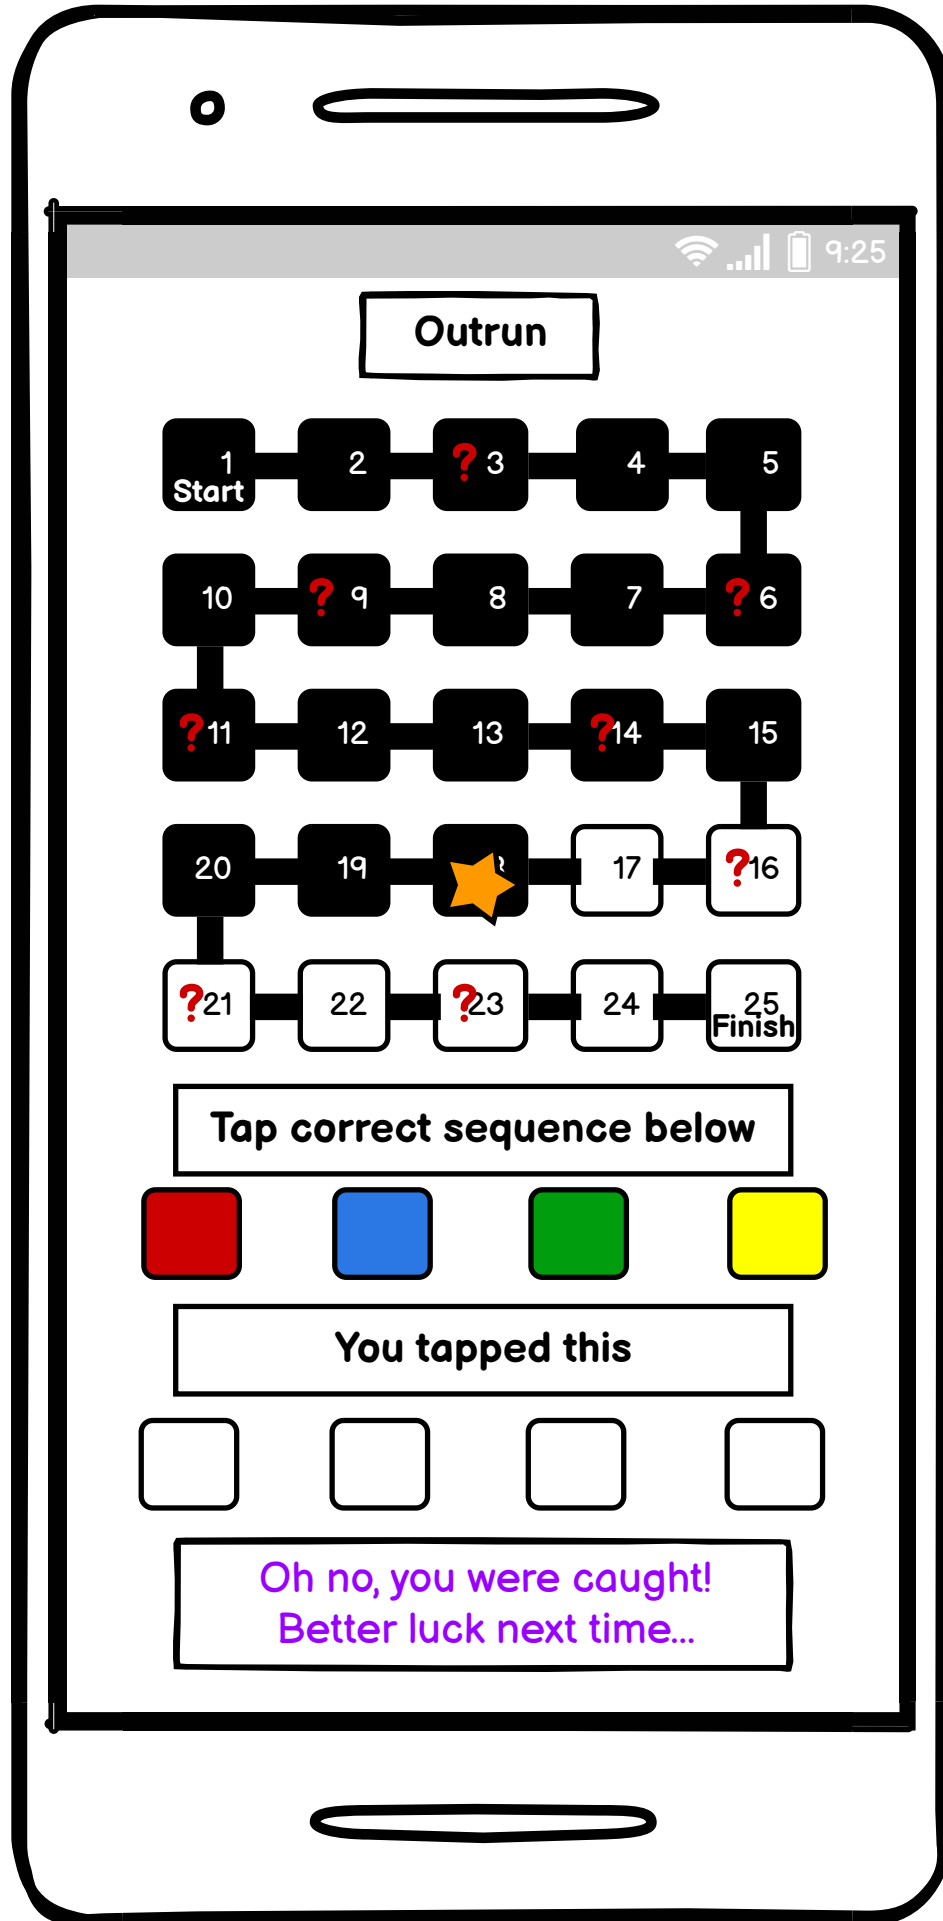 9:25
Outrun
1 2 ? 3 4 5
Start
10 ? 9 8 7 ? 6
? 11 12 13 ? 14 15
20 19 17 ? 16
? 21 22 ? 23 24 25
Finish
Tap correct sequence below
You tapped this
Oh no, you were caught!
Better luck next time...